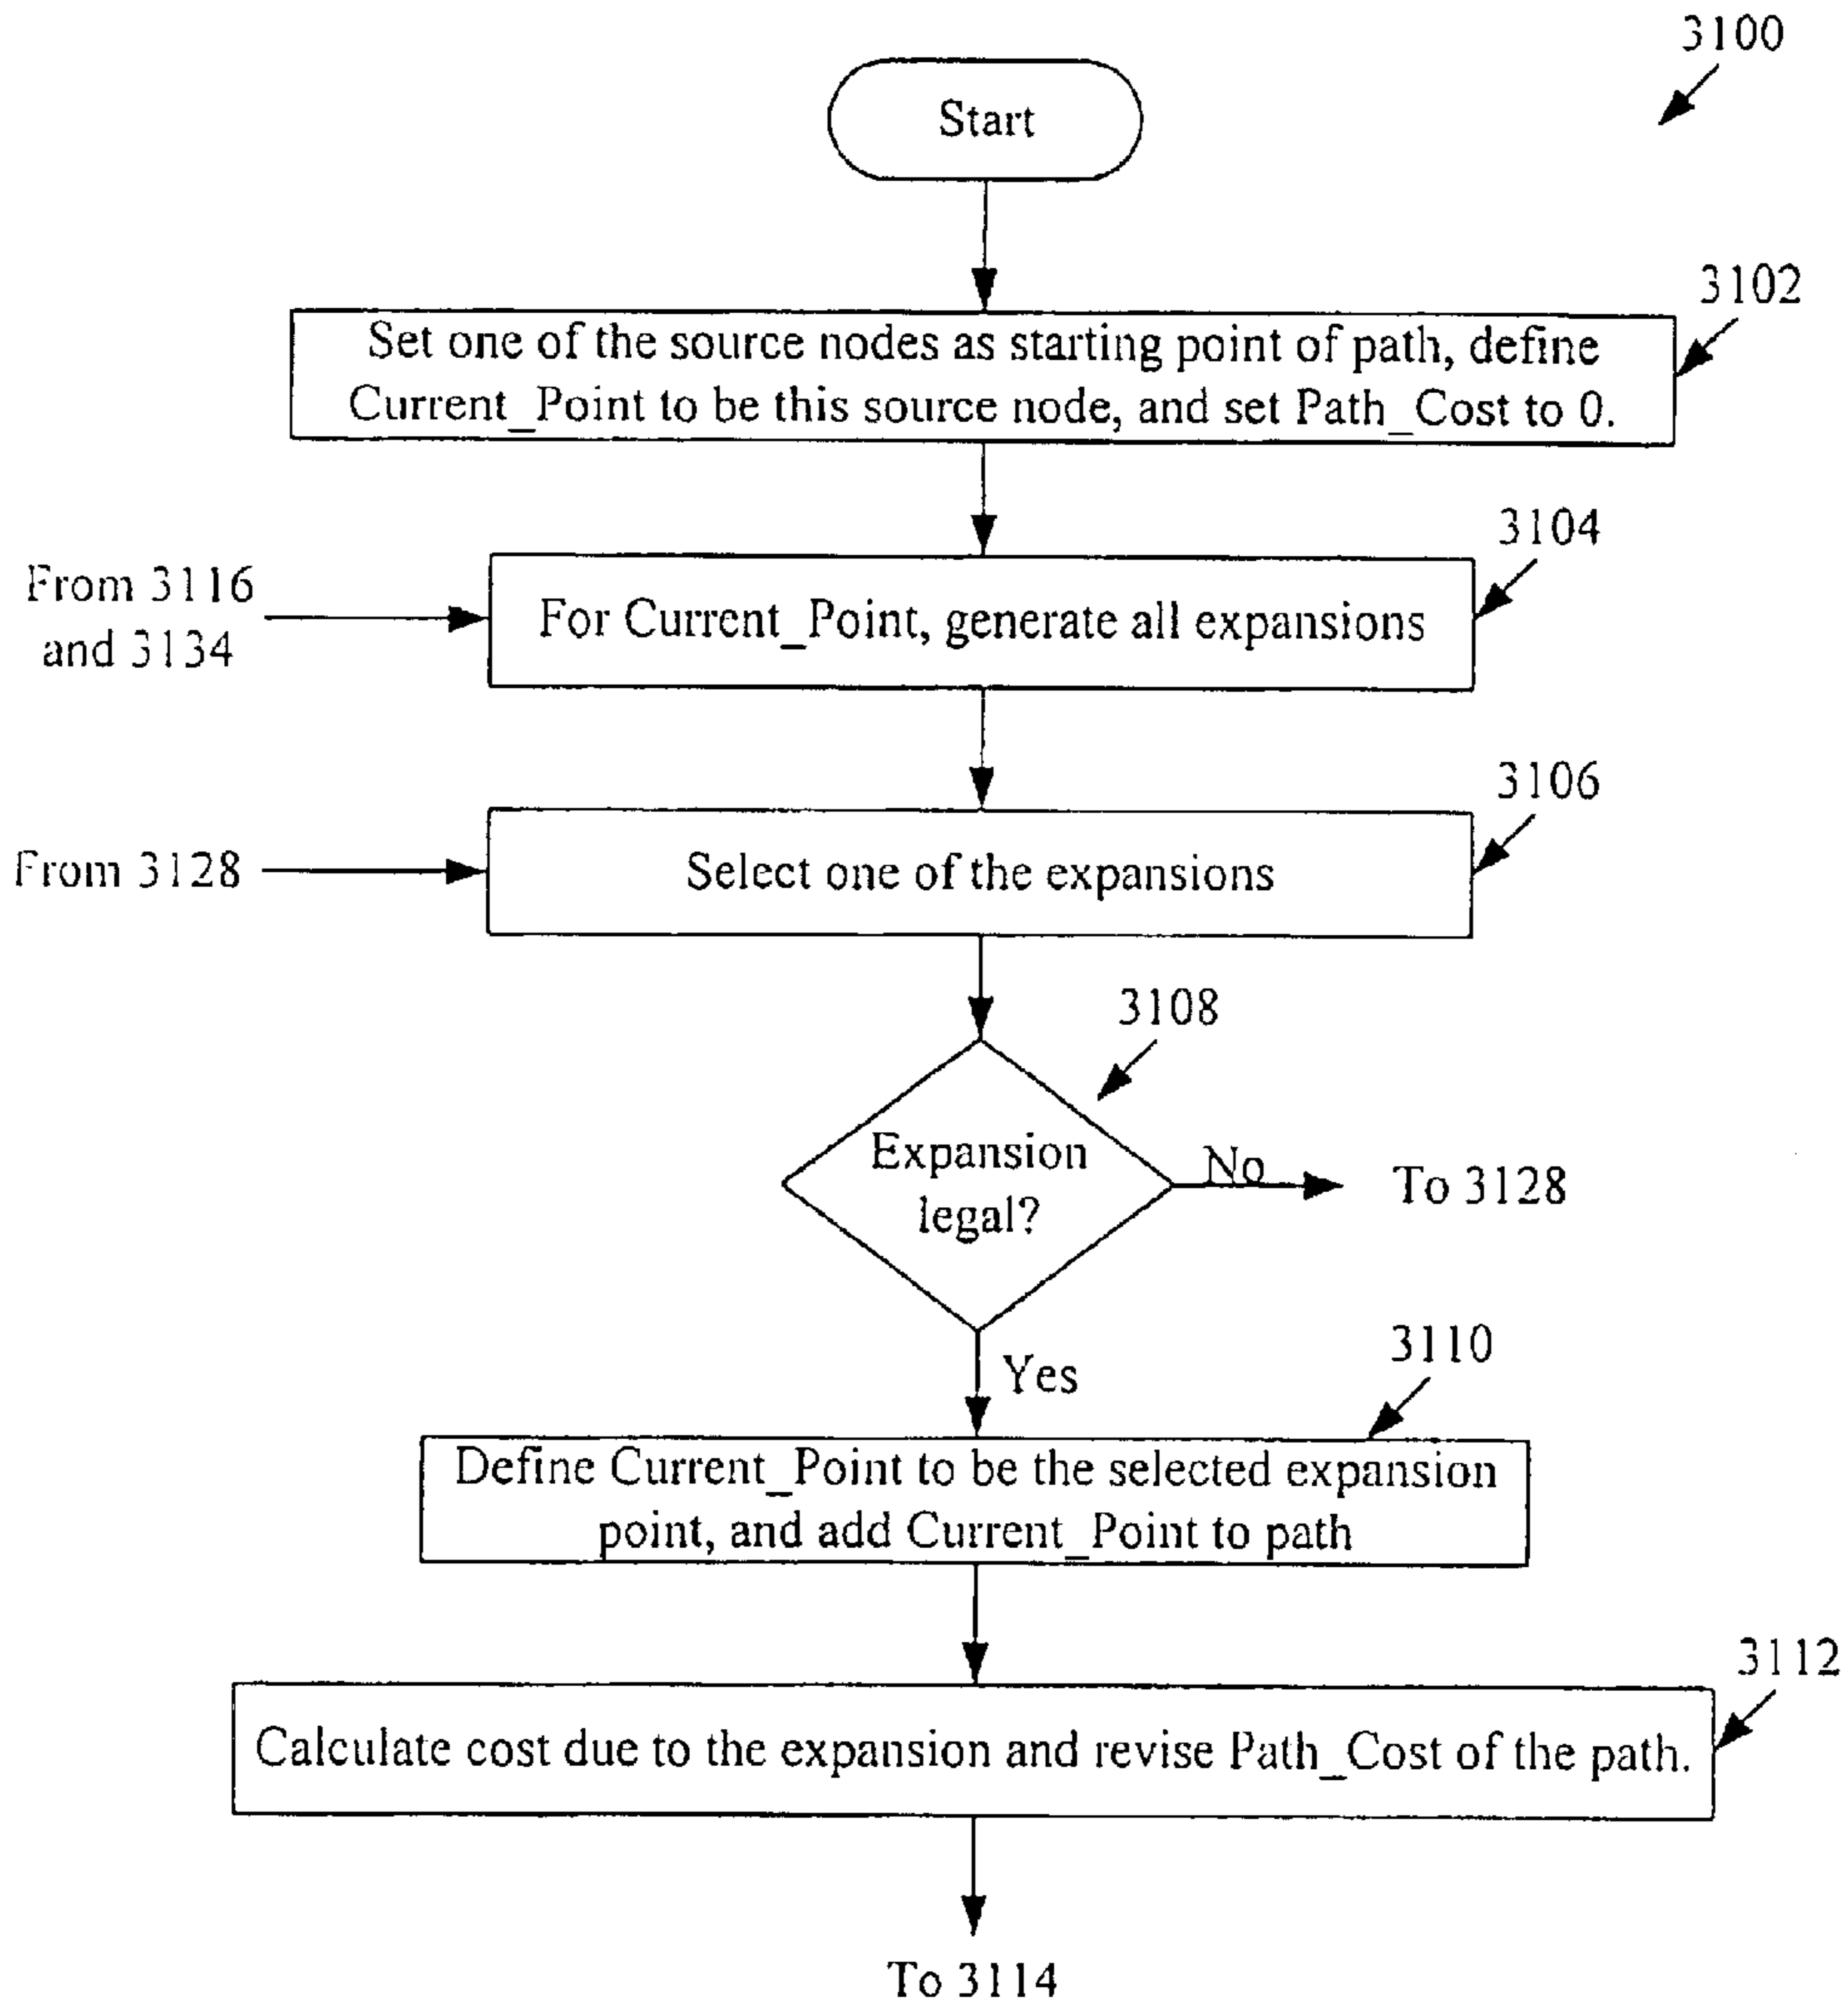 3100
Start
3102
Set one of the source nodes as starting point of path, define
Current_Point to be this source node, and set Path_Cost to 0.
3104
From 3116
and 3134
For Current_Point, generate all expansions
3106
From 3128
Select one of the expansions
3108
Expansion
legal?
No
To 3128
Yes
3110
Define Current_Point to be the selected expansion
point, and add Current_Point to path
3112
Calculate cost due to the expansion and revise Path_Cost of the path.
To 3114